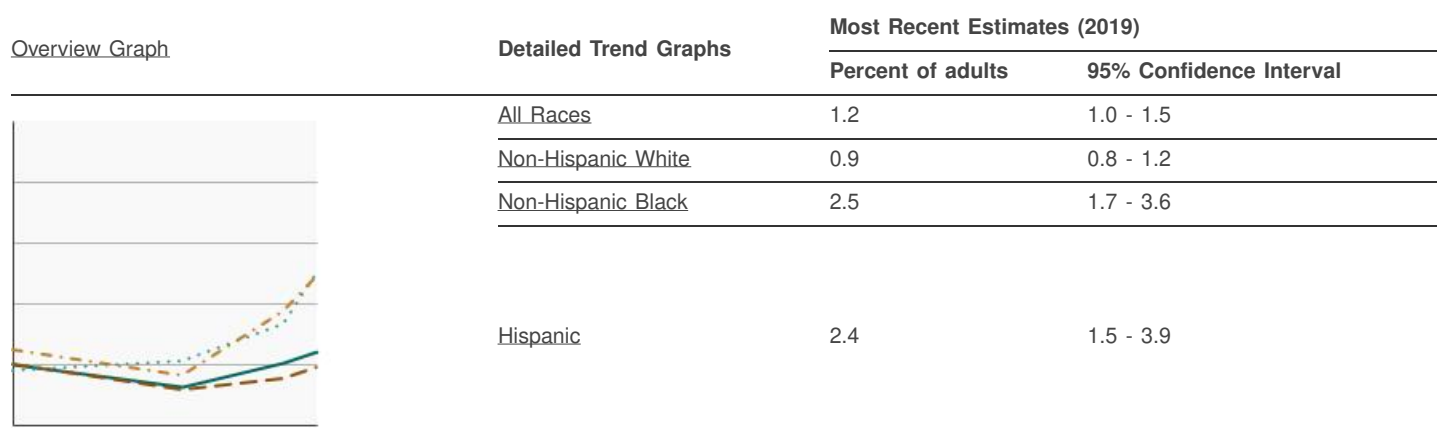 Overview Graph
Detailed Trend Graphs
Most Recent Estimates (2019)
Percent of adults
95% Confidence Interval
All Races 1.2 1.0 - 1.5
Non-Hispanic White 0.9 0.8 - 1.2
Non-Hispanic Black 2.5 1.7 - 3.6
Hispanic 2.4 1.5 - 3.9